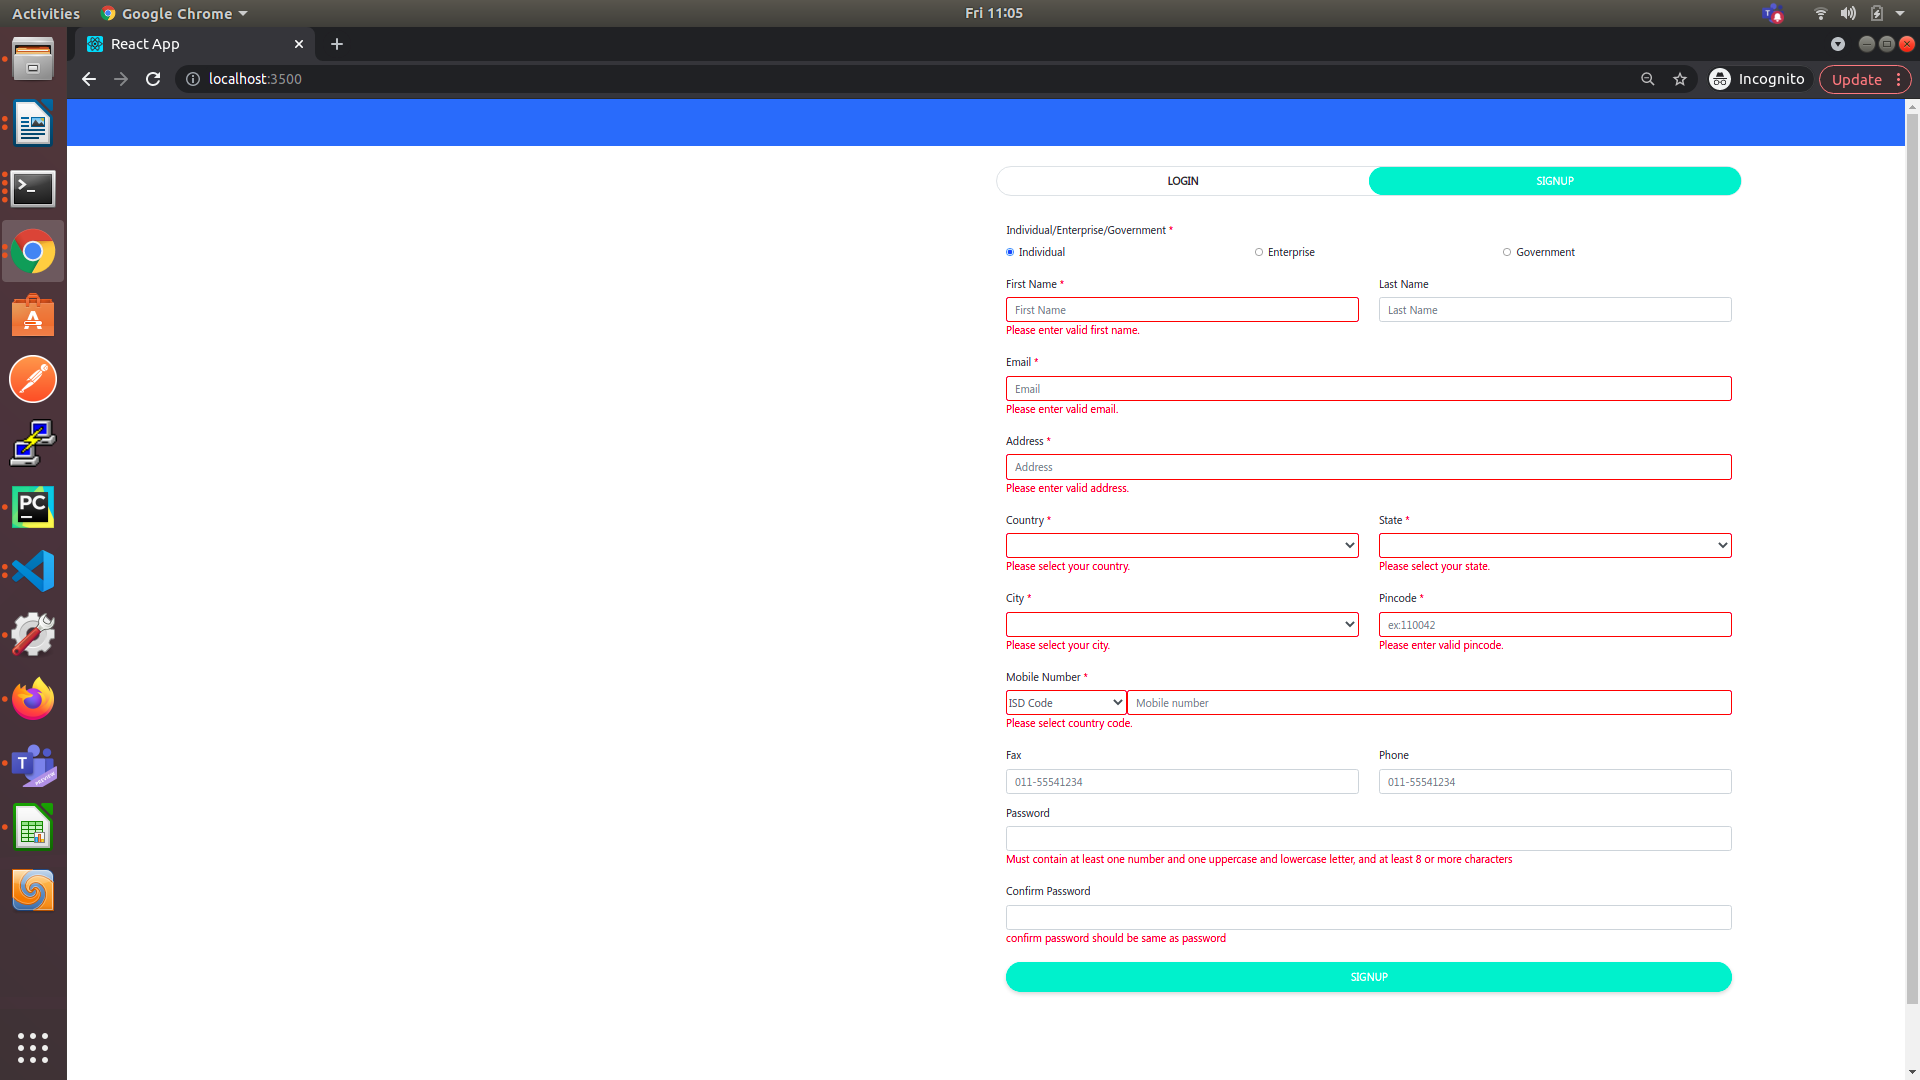 Activities Google Chrome Fri 11:05
React App
localhost:3500 Incognito Update
LOGIN SIGNUP
Individual/Enterprise/Government *
Individual Enterprise Government
First Name * Last Name
First Name Last Name
Please enter valid first name.
Email *
Email
Please enter valid email.
Address *
Address
Please enter valid address.
Country * State *
Please select your country. Please select your state.
City * Pincode *
ex:110042
Please select your city. Please enter valid pincode.
Mobile Number *
ISD Code Mobile number
Please select country code.
Fax Phone
011-55541234 011-55541234
Password
Must contain at least one number and one uppercase and lowercase letter, and at least 8 or more characters
Confirm Password
confirm password should be same as password
SIGNUP
PC
T
PREVIEW